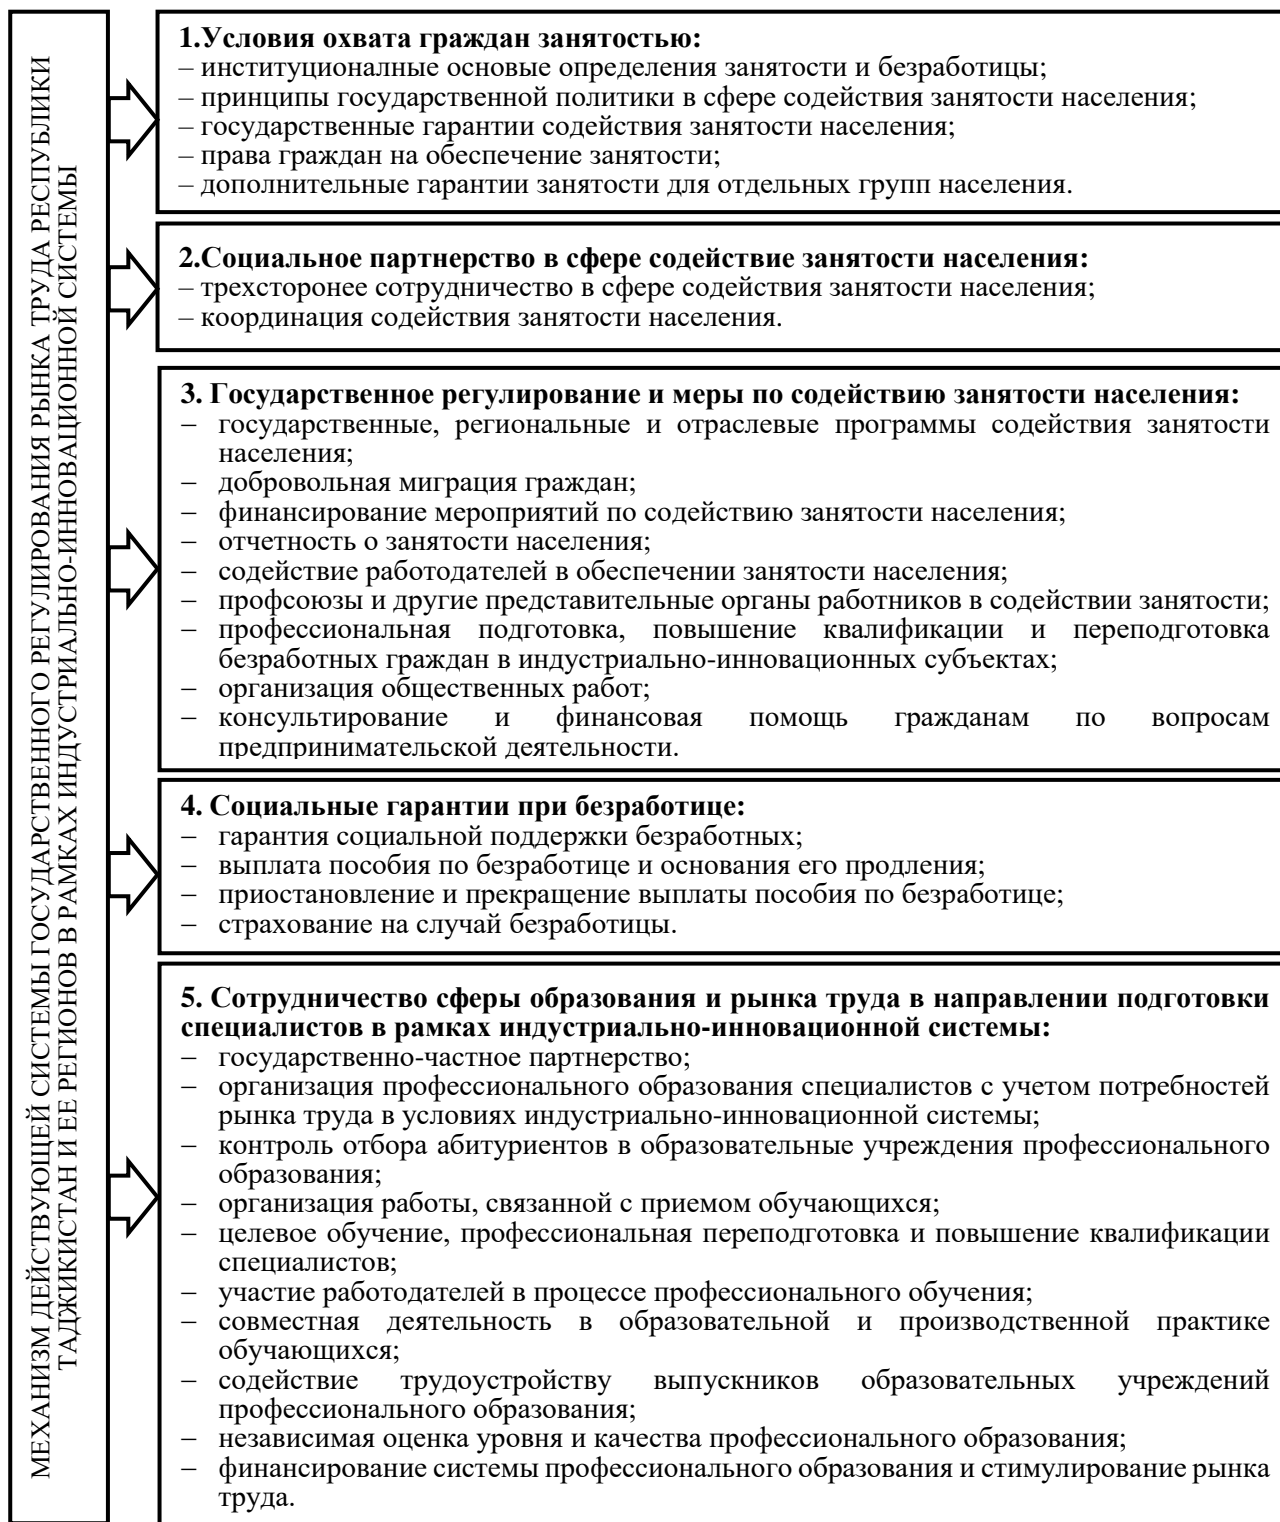 МЕХАНИЗМ ДЕЙСТВУЮЩЕЙ СИСТЕМЫ ГОСУДАРСТВЕННОГО РЕГУЛИРОВАНИЯ РЫНКА ТРУДА РЕСПУБЛИКИ
ТАДЖИКИСТАН И ЕЕ РЕГИОНОВ В РАМКАХ ИНДУСТРИАЛЬНО-ИННОВАЦИОННОЙ СИСТЕМЫ
1.Условия охвата граждан занятостью:
– институционалные основые определения занятости и безработицы;
– принципы государственной политики в сфере содействия занятости населения;
– государственные гарантии содействия занятости населения;
– права граждан на обеспечение занятости;
– дополнительные гарантии занятости для отдельных групп населения.
2.Социальное партнерство в сфере содействие занятости населения:
– трехсторонее сотрудничество в сфере содействия занятости населения;
– координация содействия занятости населения.
3. Государственное регулирование и меры по содействию занятости населения:
– государственные, региональные и отраслевые программы содействия занятости
населения;
– добровольная миграция граждан;
– финансирование мероприятий по содействию занятости населения;
– отчетность о занятости населения;
– содействие работодателей в обеспечении занятости населения;
– профсоюзы и другие представительные органы работников в содействии занятости;
– профессиональная подготовка, повышение квалификации и переподготовка
безработных граждан в индустриально-инновационных субъектах;
– организация общественных работ;
– консультирование и финансовая помощь гражданам по вопросам
предпринимательской деятельности.
4. Социальные гарантии при безработице:
– гарантия социальной поддержки безработных;
– выплата пособия по безработице и основания его продления;
– приостановление и прекращение выплаты пособия по безработице;
– страхование на случай безработицы.
5. Сотрудничество сферы образования и рынка труда в направлении подготовки
специалистов в рамках индустриально-инновационной системы:
– государственно-частное партнерство;
– организация профессионального образования специалистов с учетом потребностей
рынка труда в условиях индустриально-инновационной системы;
– контроль отбора абитуриентов в образовательные учреждения профессионального
образования;
– организация работы, связанной с приемом обучающихся;
– целевое обучение, профессиональная переподготовка и повышение квалификации
специалистов;
– участие работодателей в процессе профессионального обучения;
– совместная деятельность в образовательной и производственной практике
обучающихся;
– содействие трудоустройству выпускников образовательных учреждений
профессионального образования;
– независимая оценка уровня и качества профессионального образования;
– финансирование системы профессионального образования и стимулирование рынка
труда.